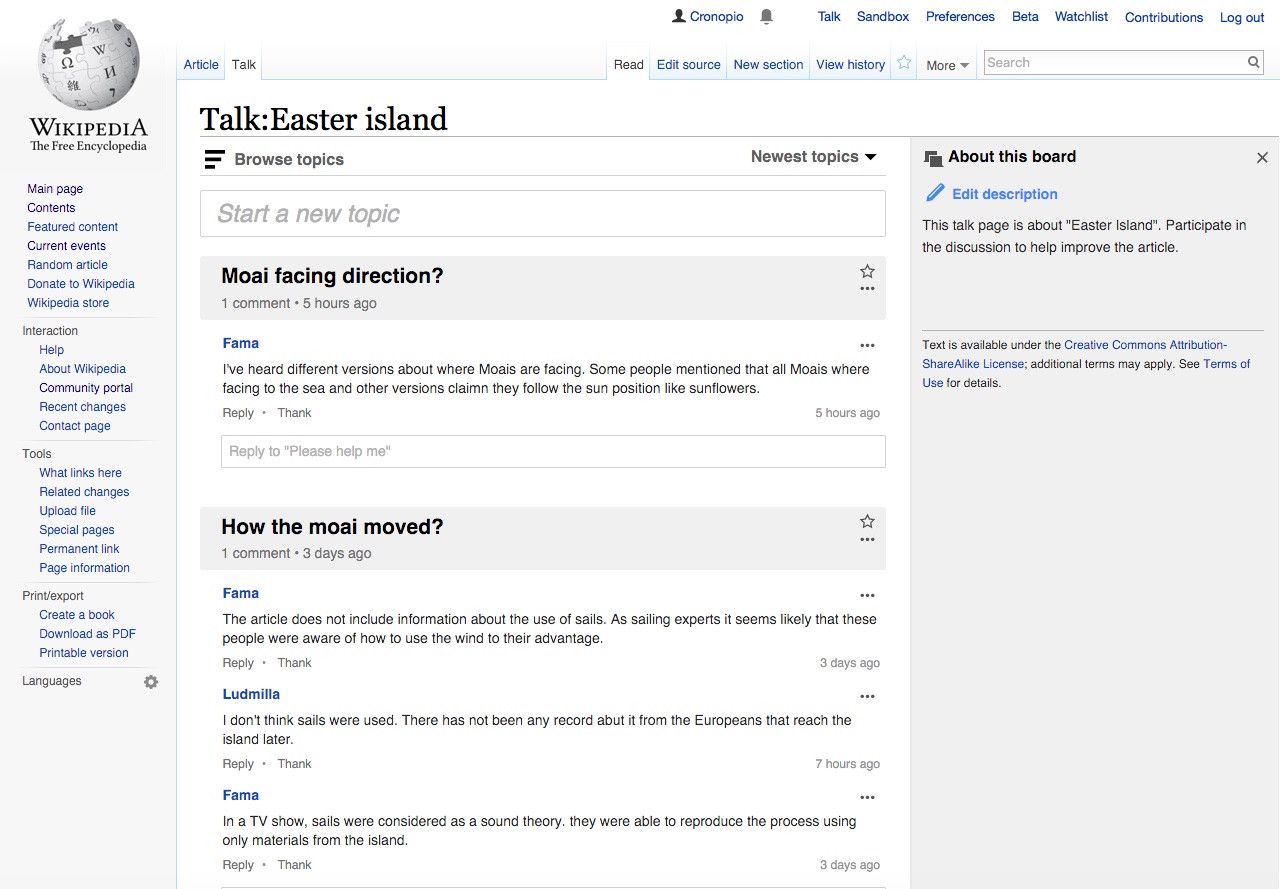 Cronopio Talk Sandbox Preferences Beta Watchlist Contributions Log out
Article Talk Read Edit source New section View history More Search
WIKIPEDIA
The Free Encyclopedia
Main page
Contents
Featured content
Current events
Random article
Donate to Wikipedia
Wikipedia store
Interaction
Help
About Wikipedia
Community portal
Recent changes
Contact page
Tools
What links here
Related changes
Upload file
Special pages
Permanent link
Page information
Print/export
Create a book
Download as PDF
Printable version
Languages
Talk:Easter island
Browse topics Newest topics
Start a new topic
Moai facing direction?
1 comment • 5 hours ago
Fama
I've heard different versions about where Moais are facing. Some people mentioned that all Moais where
facing to the sea and other versions claimn they follow the sun position like sunflowers.
Reply • Thank 5 hours ago
Reply to "Please help me"
How the moai moved?
1 comment • 3 days ago
Fama
The article does not include information about the use of sails. As sailing experts it seems likely that these
people were aware of how to use the wind to their advantage.
Reply • Thank 3 days ago
Ludmilla
I don't think sails were used. There has not been any record abut it from the Europeans that reach the
island later.
Reply • Thank 7 hours ago
Fama
In a TV show, sails were considered as a sound theory. they were able to reproduce the process using
only materials from the island.
Reply • Thank 3 days ago
About this board
Edit description
This talk page is about "Easter Island". Participate in
the discussion to help improve the article.
Text is available under the Creative Commons Attribution-
ShareAlike License; additional terms may apply. See Terms of
Use for details.